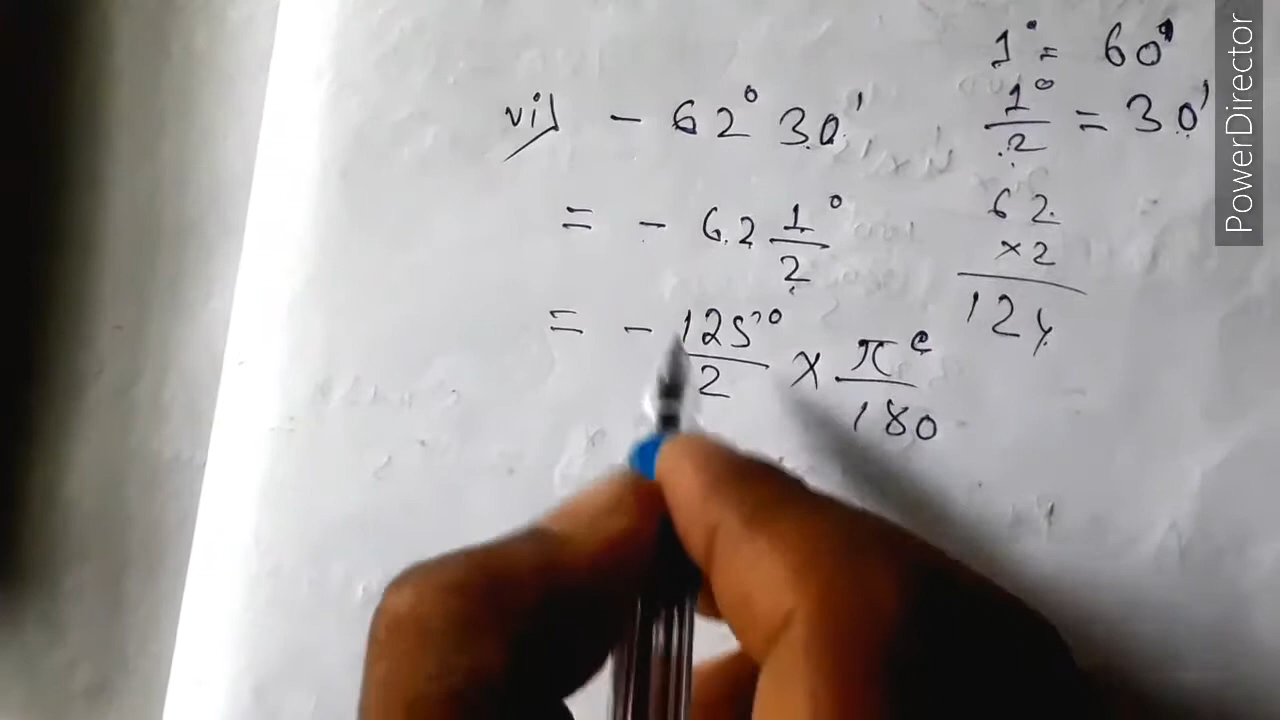 1° = 60'
vi) - 62° 30'
1/2° = 30'
= - 62 1/2°
62
×2
124
= - 125°/2 × π^c/180
PowerDirector